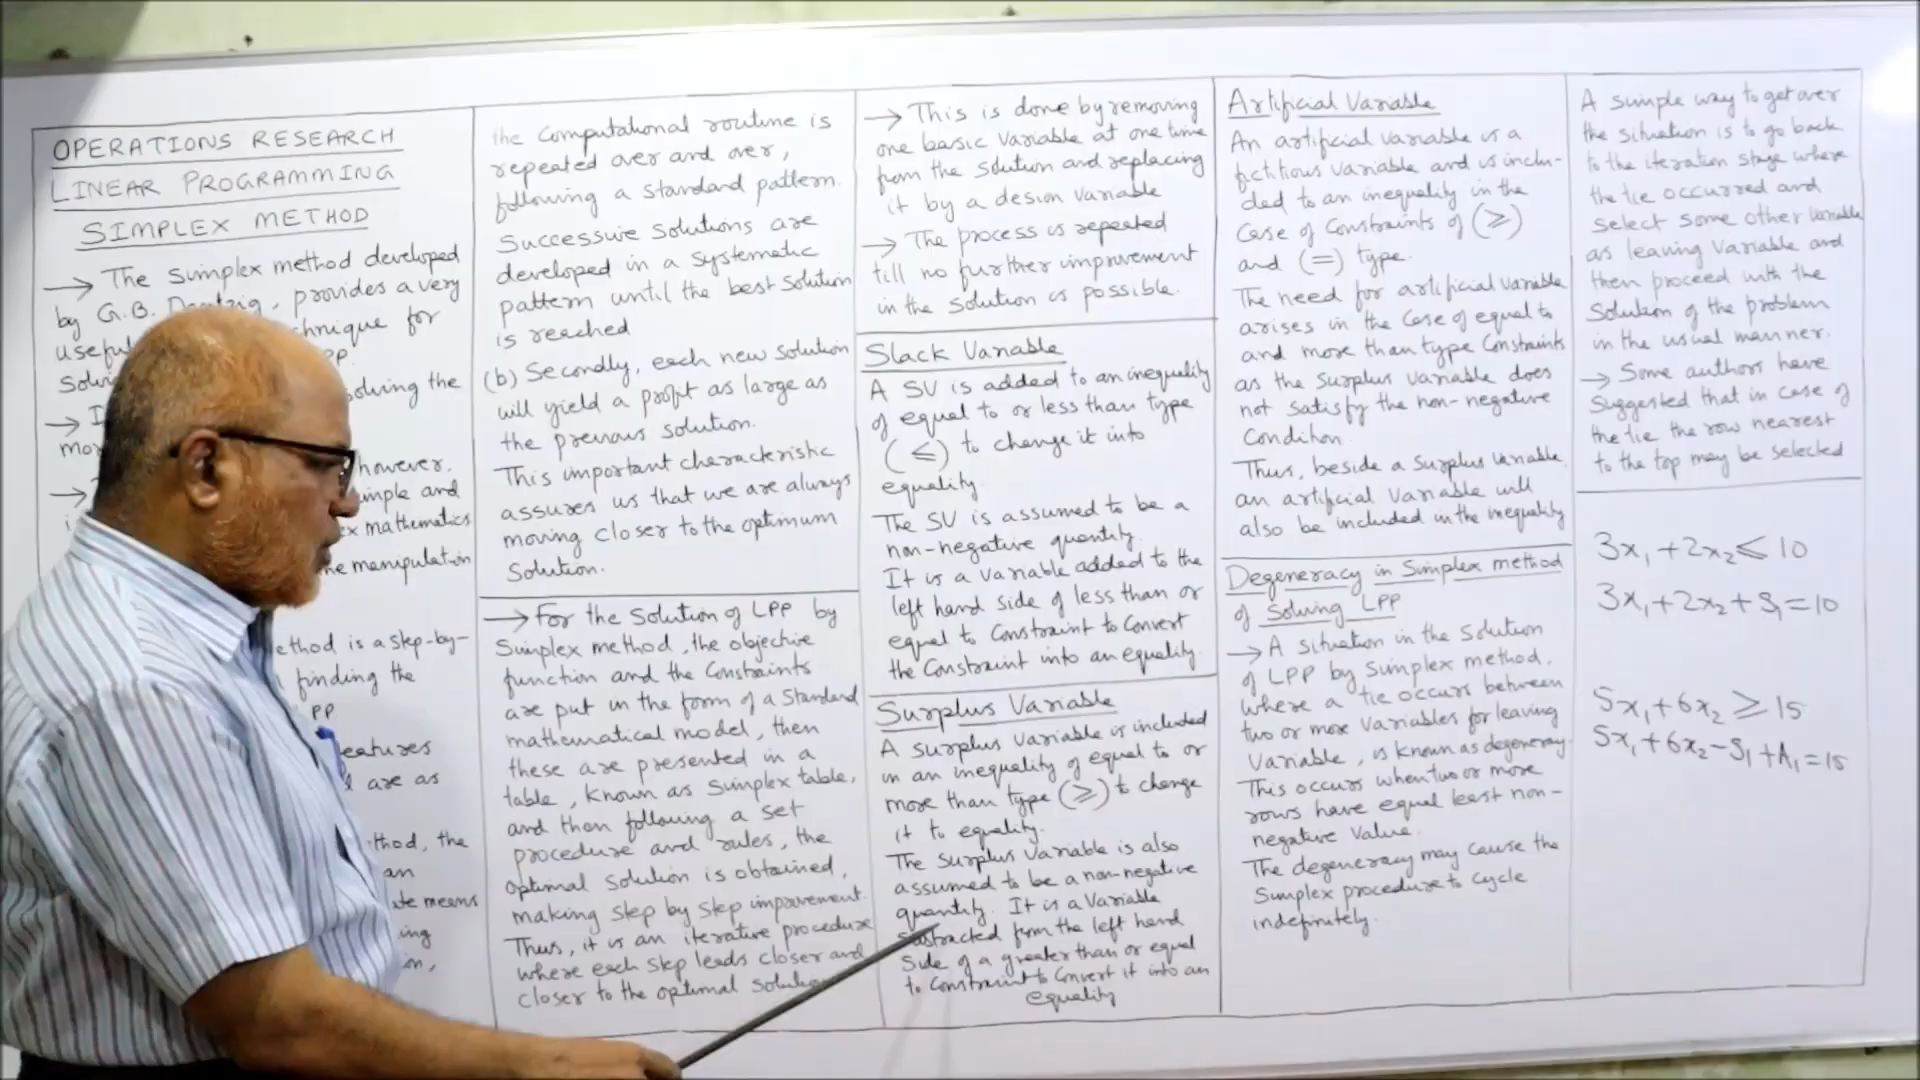 OPERATIONS RESEARCH
LINEAR PROGRAMMING
SIMPLEX METHOD
→ The simplex method developed
by G.B. Dantzig, provides a very
useful technique for
solving the
however,
simple and
mathematics
manipulation
method is a step-by-
finding the
PP
features
are as
the
an
means
the computational routine is
repeated over and over,
following a standard pattern.
Successive solutions are
developed in a systematic
pattern until the best solution
is reached
(b) Secondly, each new solution
will yield a profit as large as
the previous solution.
This important characteristic
assures us that we are always
moving closer to the optimum
solution.
→ For the solution of LPP by
Simplex method, the objective
function and the constraints
are put in the form of a standard
mathematical model, then
these are presented in a
table, known as simplex table,
and then following a set
procedure and rules, the
optimal solution is obtained,
making step by step improvement.
Thus, it is an iterative procedure
where each step leads closer and
closer to the optimal solution
→ This is done by removing
one basic variable at one time
from the solution and replacing
it by a desion variable
→ The process is repeated
till no further improvement
in the solution is possible.
Slack Variable
A SV is added to an inequality
of equal to or less than type
(≤) to change it into
equality.
The SV is assumed to be a
non-negative quantity.
It is a variable added to the
left hand side of less than or
equal to constraint to convert
the constraint into an equality.
Surplus Variable
A surplus variable is included
in an inequality of equal to or
more than type (≥) to change
it to equality.
The surplus variable is also
assumed to be a non-negative
quantity. It is a variable
substracted from the left hand
side of a greater than or equal
to constraint to convert it into an
equality
Artificial Variable
An artificial variable is a
fictitious variable and is inclu-
ded to an inequality in the
case of constraints of (≥)
and (=) type.
The need for artificial variable
arises in the case of equal to
and more than type constraints
as the surplus variable does
not satisfy the non-negative
condition.
Thus, beside a surplus variable
an artificial variable will
also be included in the inequality
Degeneracy in Simplex method
of Solving LPP
→ A situation in the solution
of LPP by simplex method,
where a tie occurs between
two or more variables for leaving
variable, is known as degeneracy.
This occurs when two or more
rows have equal least non-
negative value.
The degeneracy may cause the
Simplex procedure to cycle
indefinitely.
A simple way to get over
the situation is to go back
to the iteration stage where
the tie occurred and
select some other variable
as leaving variable and
then proceed with the
solution of the problem
in the usual manner.
→ Some authors have
suggested that in case of
the tie the row nearest
to the top may be selected
3x₁ + 2x₂ ≤ 10
3x₁ + 2x₂ + S₁ = 10
5x₁ + 6x₂ ≥ 15
5x₁ + 6x₂ - S₁ + A₁ = 15